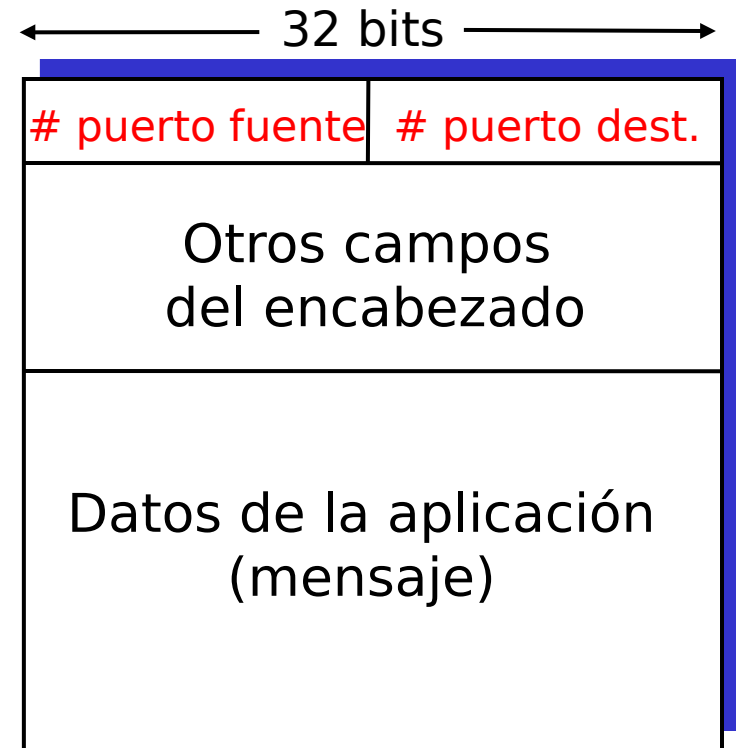 32 bits
# puerto fuente # puerto dest.
Otros campos
del encabezado
Datos de la aplicación
(mensaje)